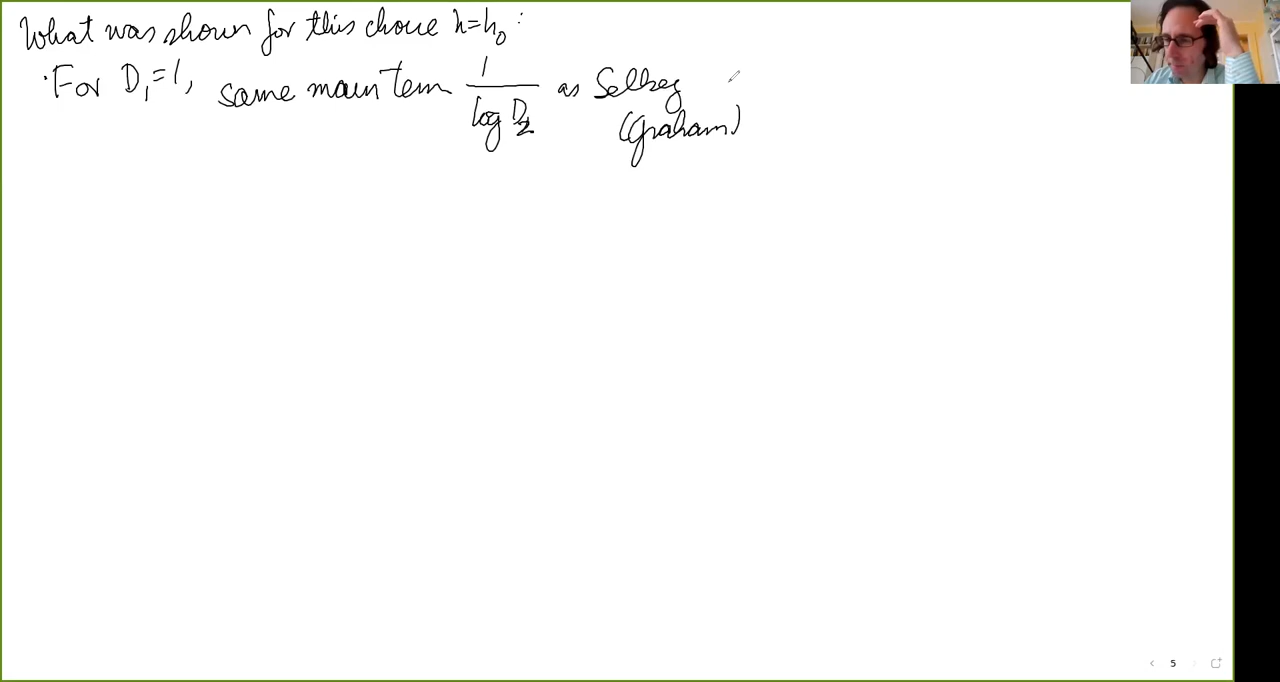 What was shown for this choice h=h₀:
· For D₁=1, same main term 1/log D₂ as Selberg
(Graham)
5